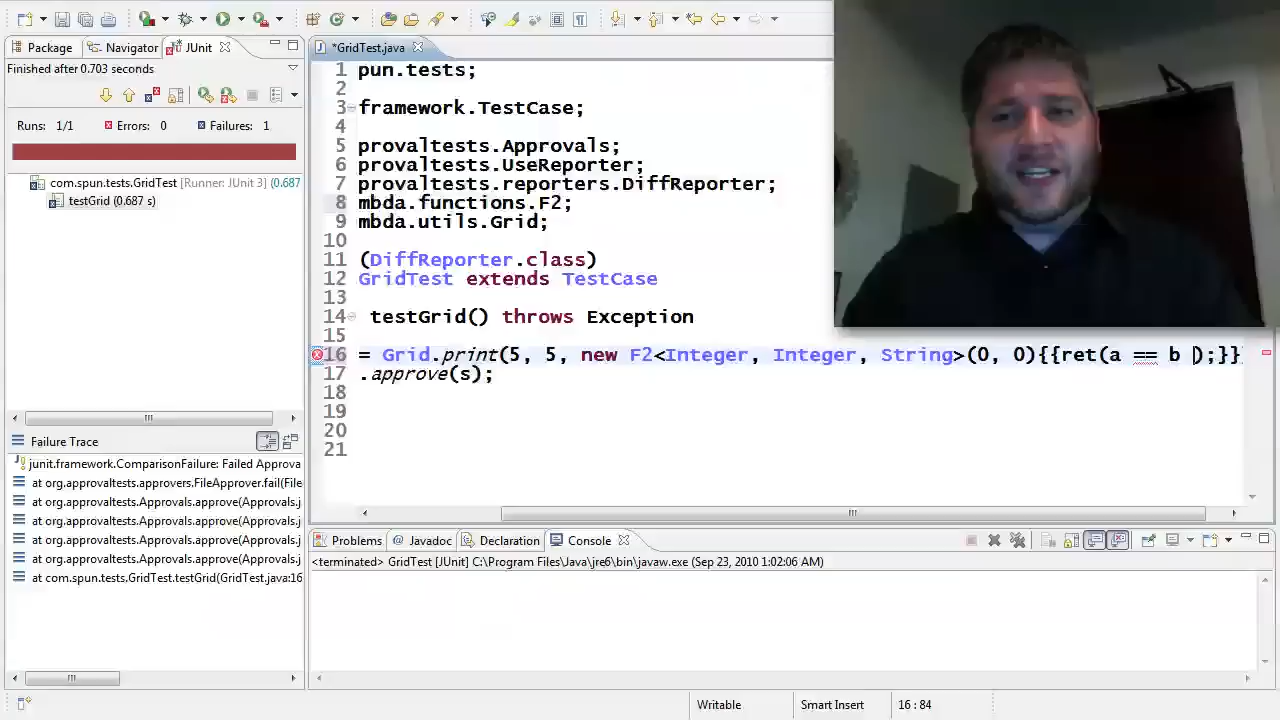 Package
Navigator
JUnit
*GridTest.java
Finished after 0.703 seconds
Runs: 1/1
Errors: 0
Failures: 1
com.spun.tests.GridTest [Runner: JUnit 3] (0.687
testGrid (0.687 s)
Failure Trace
junit.framework.ComparisonFailure: Failed Approva
at org.approvaltests.approvers.FileApprover.fail(File
at org.approvaltests.Approvals.approve(Approvals.j
at org.approvaltests.Approvals.approve(Approvals.j
at org.approvaltests.Approvals.approve(Approvals.j
at org.approvaltests.Approvals.approve(Approvals.j
at com.spun.tests.GridTest.testGrid(GridTest.java:16
1 pun.tests;
2
3 framework.TestCase;
4
5 provaltests.Approvals;
6 provaltests.UseReporter;
7 provaltests.reporters.DiffReporter;
8 mbda.functions.F2;
9 mbda.utils.Grid;
10
11 (DiffReporter.class)
12 GridTest extends TestCase
13
14 testGrid() throws Exception
15
16 = Grid.print(5, 5, new F2<Integer, Integer, String>(0, 0){{ret(a == b );}}
17 .approve(s);
18
19
20
21
Problems
Javadoc
Declaration
Console
<terminated> GridTest [JUnit] C:\Program Files\Java\jre6\bin\javaw.exe (Sep 23, 2010 1:02:06 AM)
Writable
Smart Insert
16 : 84